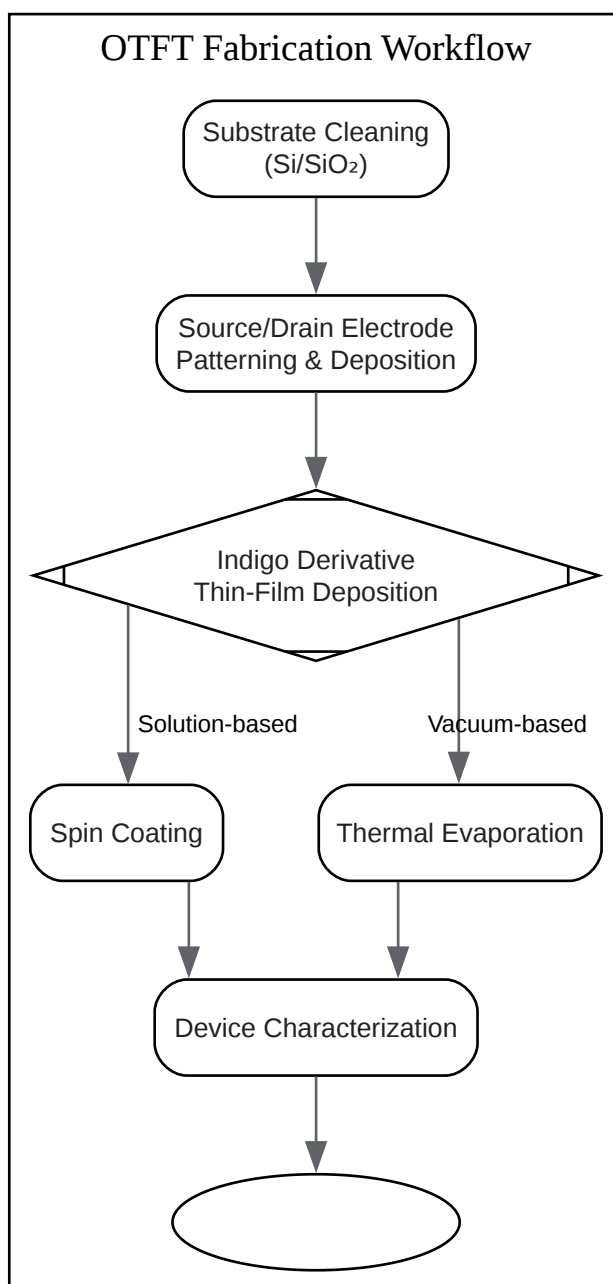 OTFT Fabrication Workflow
Substrate Cleaning
(Si/SiO₂)
Source/Drain Electrode
Patterning & Deposition
Indigo Derivative
Thin-Film Deposition
Solution-based
Vacuum-based
Spin Coating
Thermal Evaporation
Device Characterization